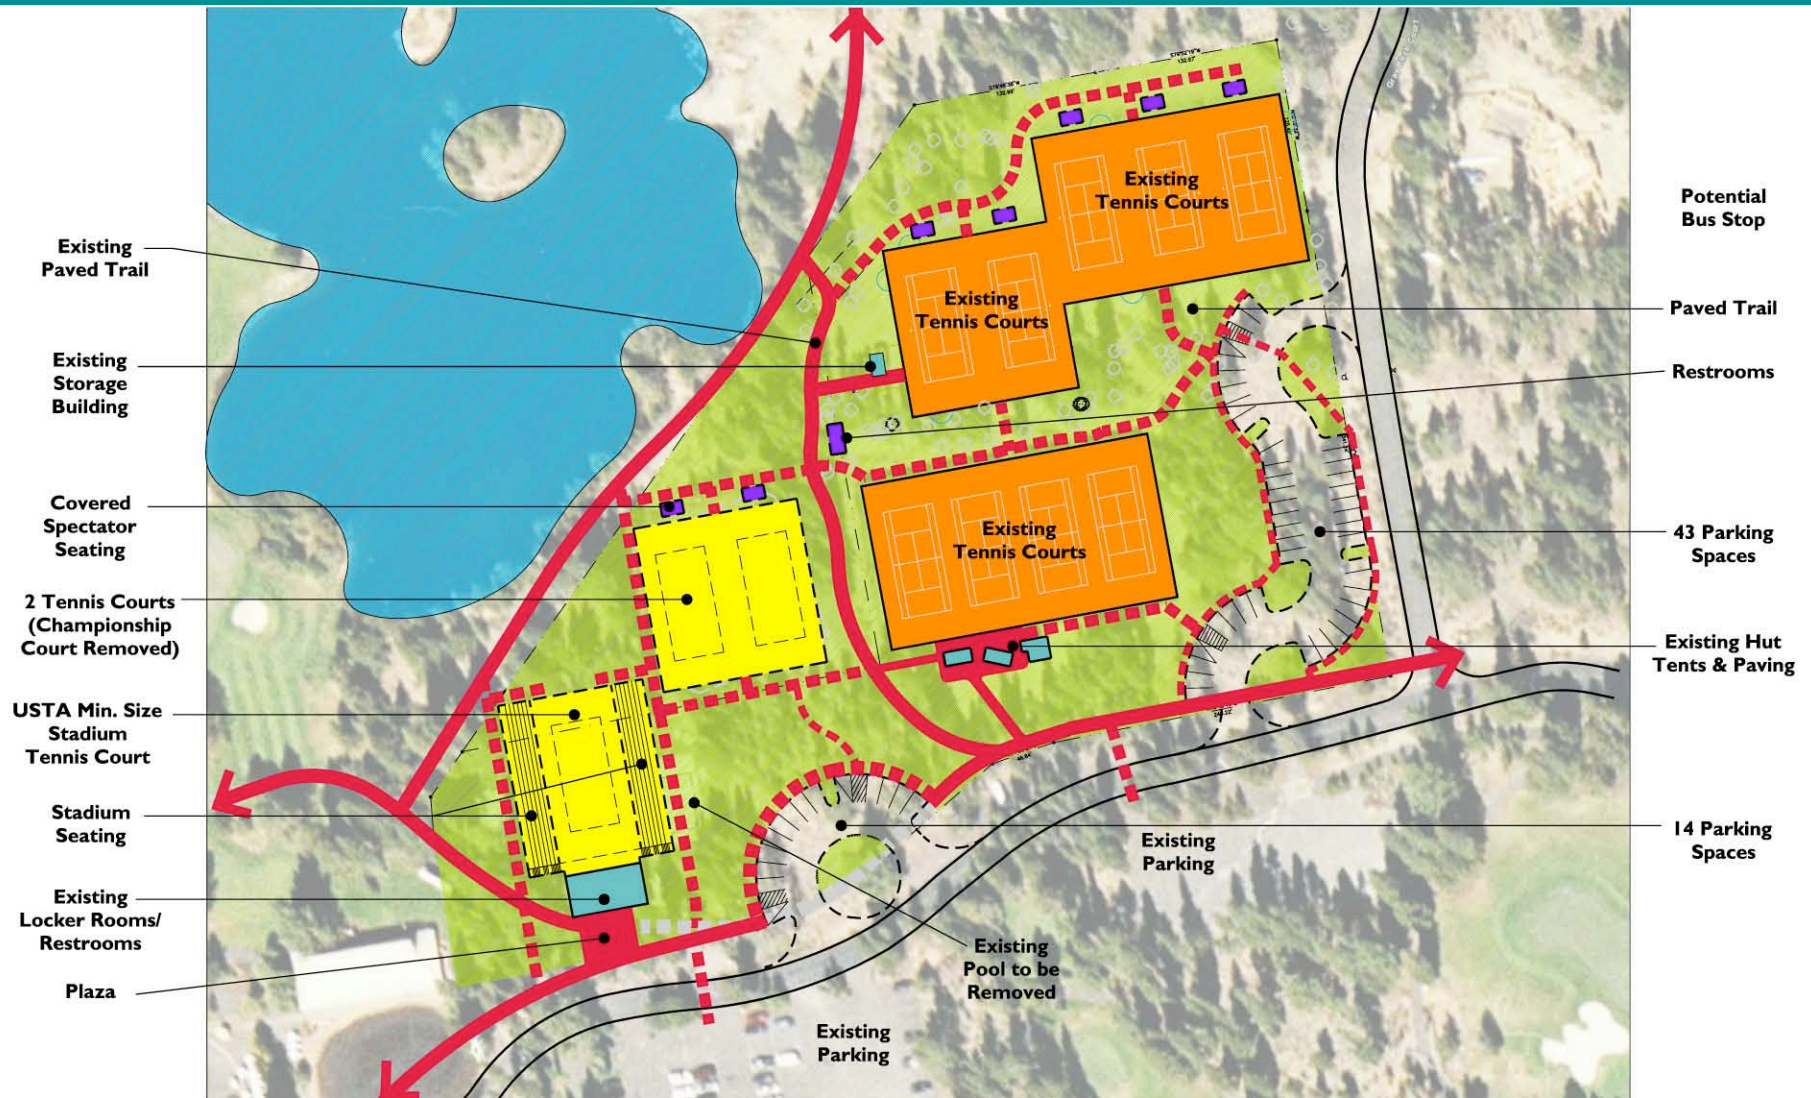 Existing
Paved Trail
Existing
Storage
Building
Covered
Spectator
Seating
2 Tennis Courts
(Championship
Court Removed)
USTA Min. Size
Stadium
Tennis Court
Stadium
Seating
Existing
Locker Rooms/
Restrooms
Plaza
Existing
Tennis Courts
Existing
Tennis Courts
Existing
Tennis Courts
Existing
Pool to be
Removed
Existing
Parking
Existing
Parking
Potential
Bus Stop
Paved Trail
Restrooms
43 Parking
Spaces
Existing Hut
Tents & Paving
14 Parking
Spaces